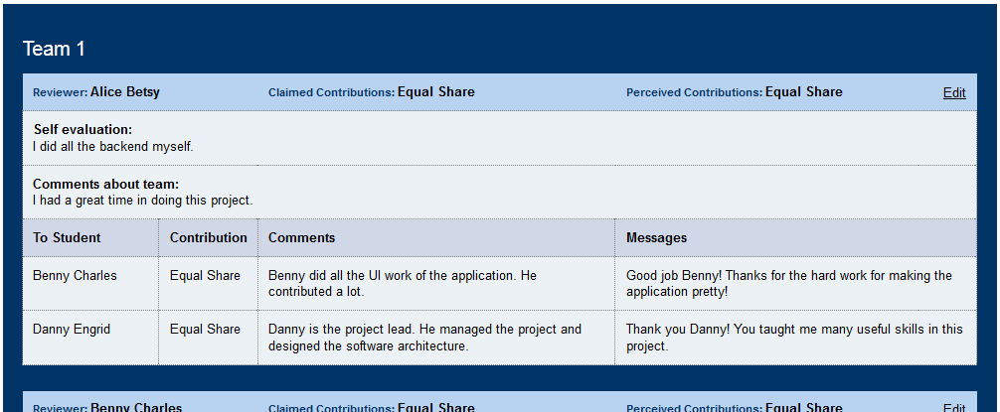 Team 1
Reviewer: Alice Betsy Claimed Contributions: Equal Share Perceived Contributions: Equal Share Edit
Self evaluation:
I did all the backend myself.
Comments about team:
I had a great time in doing this project.
To Student Contribution Comments Messages
Benny Charles Equal Share Benny did all the UI work of the application. He Good job Benny! Thanks for the hard work for making the
contributed a lot. application pretty!
Danny Engrid Equal Share Danny is the project lead. He managed the project and Thank you Danny! You taught me many useful skills in this
designed the software architecture. project.
Reviewer: Benny Charles Claimed Contributions: Equal Share Perceived Contributions: Equal Share Edit